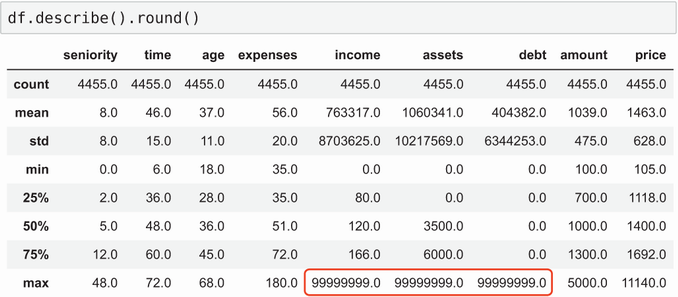 df.describe().round()
seniority time age expenses income assets debt amount price
count 4455.0 4455.0 4455.0 4455.0 4455.0 4455.0 4455.0 4455.0 4455.0
mean 8.0 46.0 37.0 56.0 763317.0 1060341.0 404382.0 1039.0 1463.0
std 8.0 15.0 11.0 20.0 8703625.0 10217569.0 6344253.0 475.0 628.0
min 0.0 6.0 18.0 35.0 0.0 0.0 0.0 100.0 105.0
25% 2.0 36.0 28.0 35.0 80.0 0.0 0.0 700.0 1118.0
50% 5.0 48.0 36.0 51.0 120.0 3500.0 0.0 1000.0 1400.0
75% 12.0 60.0 45.0 72.0 166.0 6000.0 0.0 1300.0 1692.0
max 48.0 72.0 68.0 180.0 99999999.0 99999999.0 99999999.0 5000.0 11140.0